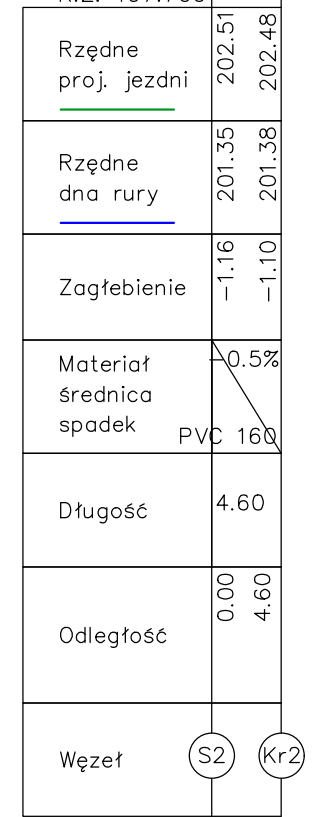 Rzędne
proj. jezdni
202.51
202.48
Rzędne
dna rury
201.35
201.38
Zagłebienie
-1.16
-1.10
Materiał
średnica
spadek
-0.5%
PVC 160
Długość
4.60
Odległość
0.00
4.60
Węzeł
S2
Kr2